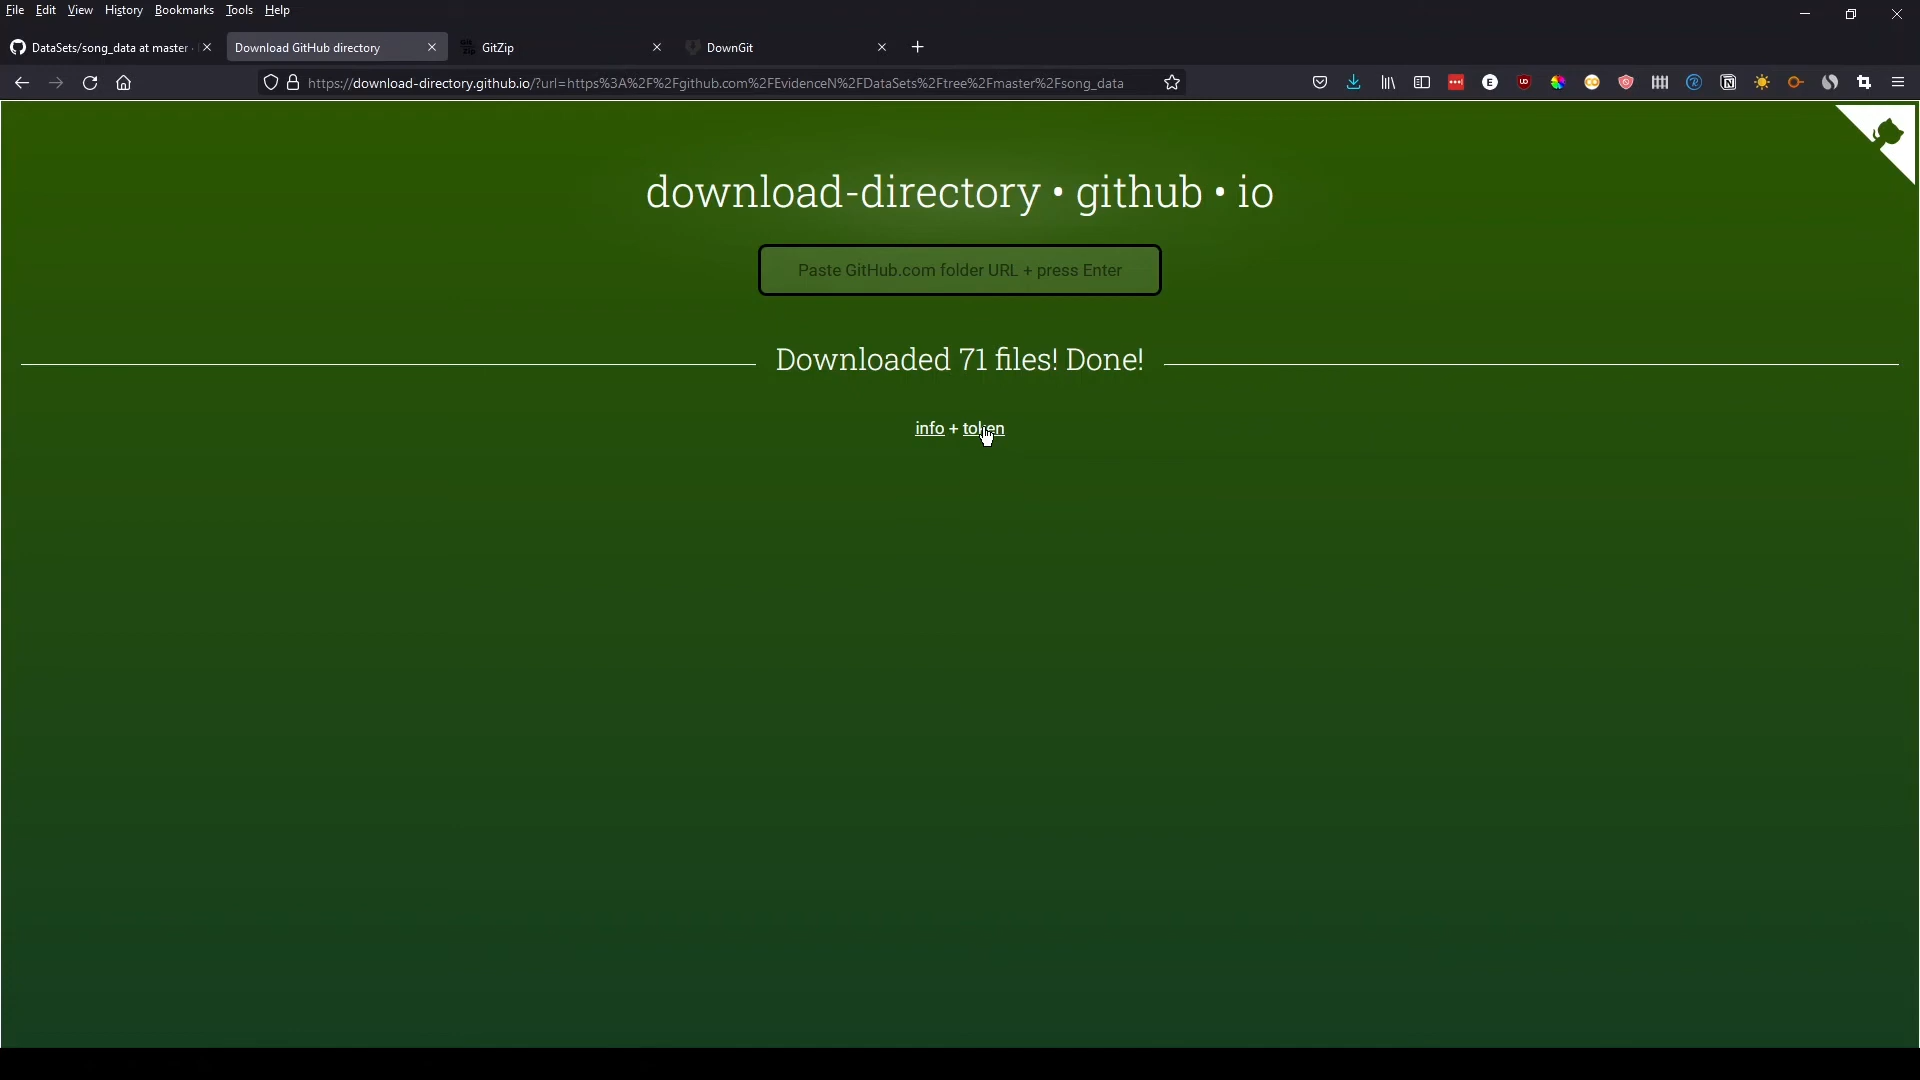 File Edit View History Bookmarks Tools Help
DataSets/song_data at master · Download GitHub directory GitZip DownGit
https://download-directory.github.io/?url=https%3A%2F%2Fgithub.com%2FEvidenceN%2FDataSets%2Ftree%2Fmaster%2Fsong_data
download-directory • github • io
Paste GitHub.com folder URL + press Enter
Downloaded 71 files! Done!
info + token